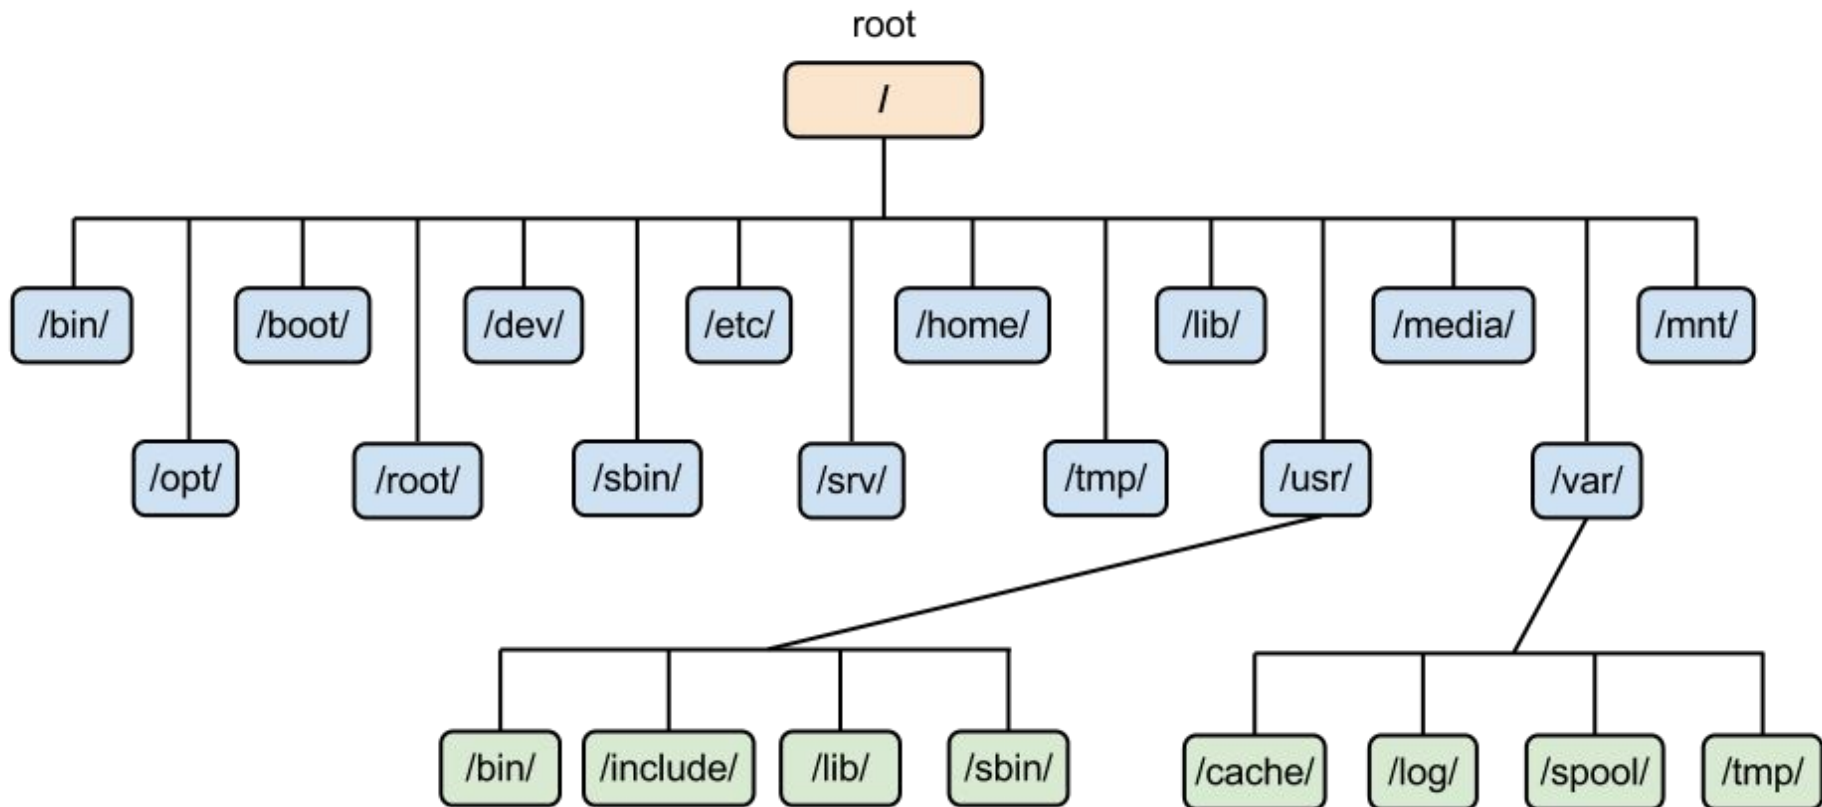 root
/
/bin/
/boot/
/dev/
/etc/
/home/
/lib/
/media/
/mnt/
/opt/
/root/
/sbin/
/srv/
/tmp/
/usr/
/var/
/bin/
/include/
/lib/
/sbin/
/cache/
/log/
/spool/
/tmp/